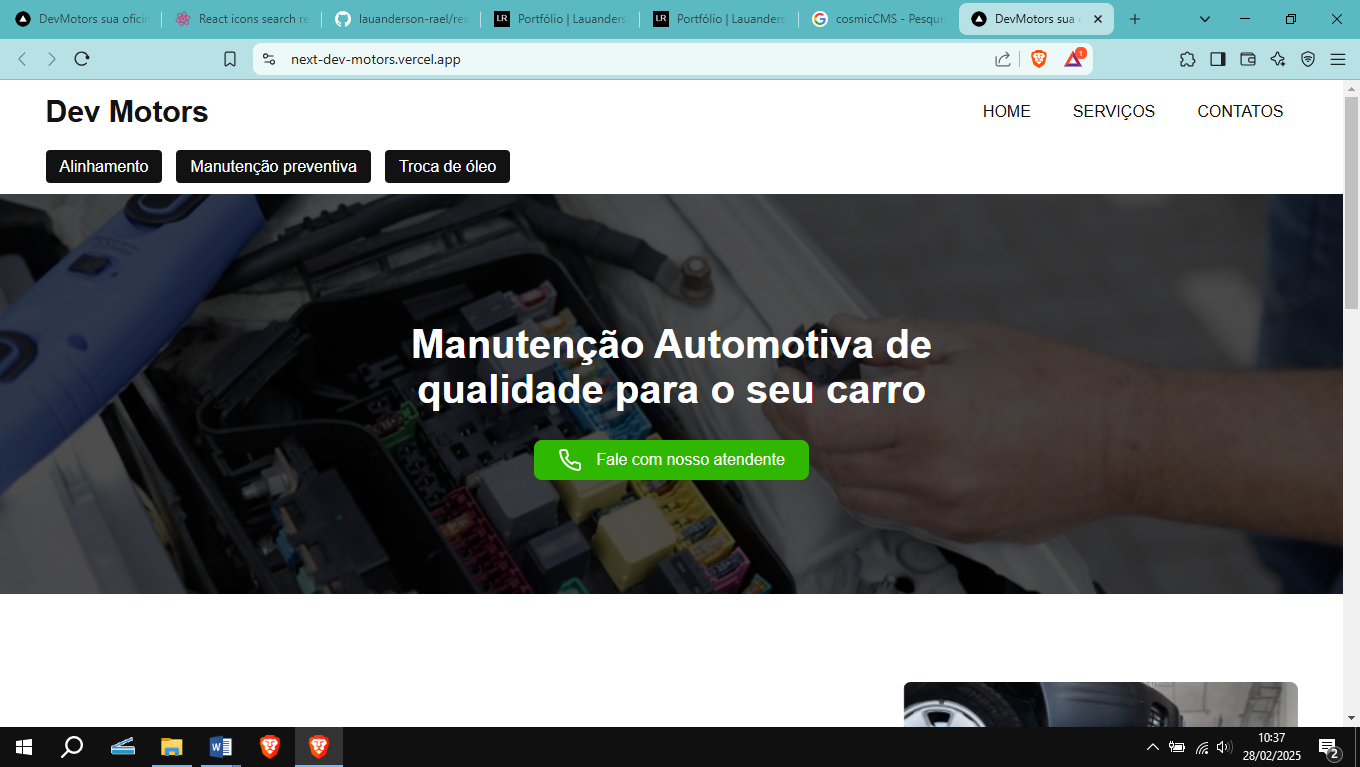 DevMotors sua oficin
React icons search re
lauanderson-rael/rea
LR
Portfólio | Lauanders
LR
Portfólio | Lauanders
cosmicCMS - Pesqui
DevMotors sua o
next-dev-motors.vercel.app
1
Dev Motors
HOME SERVIÇOS CONTATOS
Alinhamento Manutenção preventiva Troca de óleo
Manutenção Automotiva de
qualidade para o seu carro
Fale com nosso atendente
W
10:37
28/02/2025
2